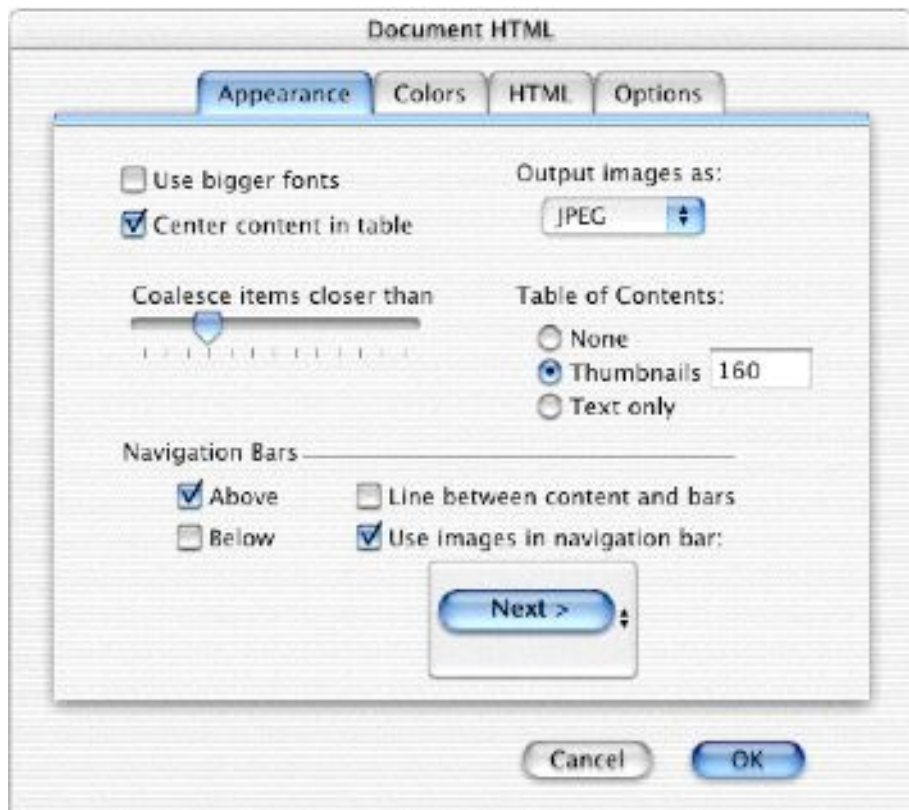 Document HTML
Appearance Colors HTML Options
Use bigger fonts
Center content in table
Output images as:
JPEG
Coalesce items closer than
Table of Contents:
None
Thumbnails 160
Text only
Navigation Bars
Above
Below
Line between content and bars
Use images in navigation bar:
Next >
Cancel OK